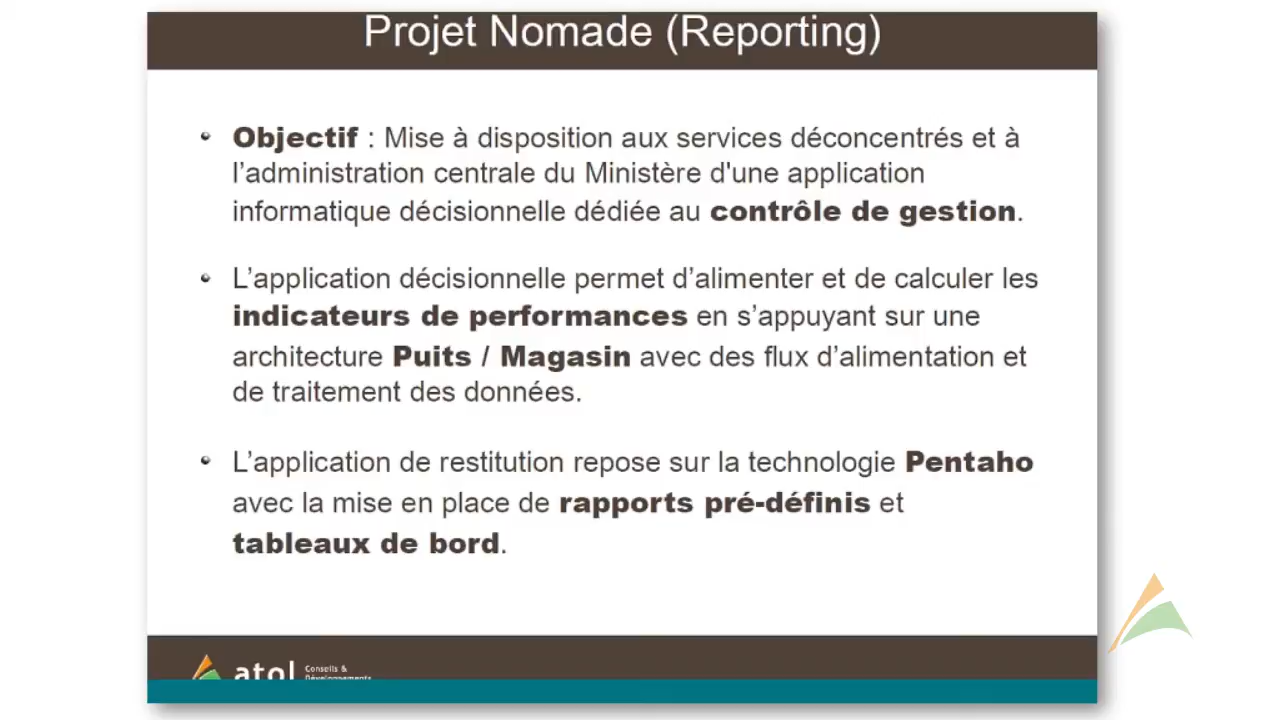 Projet Nomade (Reporting)
Objectif : Mise à disposition aux services déconcentrés et à
l’administration centrale du Ministère d'une application
informatique décisionnelle dédiée au contrôle de gestion.
L’application décisionnelle permet d’alimenter et de calculer les
indicateurs de performances en s’appuyant sur une
architecture Puits / Magasin avec des flux d’alimentation et
de traitement des données.
L’application de restitution repose sur la technologie Pentaho
avec la mise en place de rapports pré-définis et
tableaux de bord.
atol Conseils &
Développements